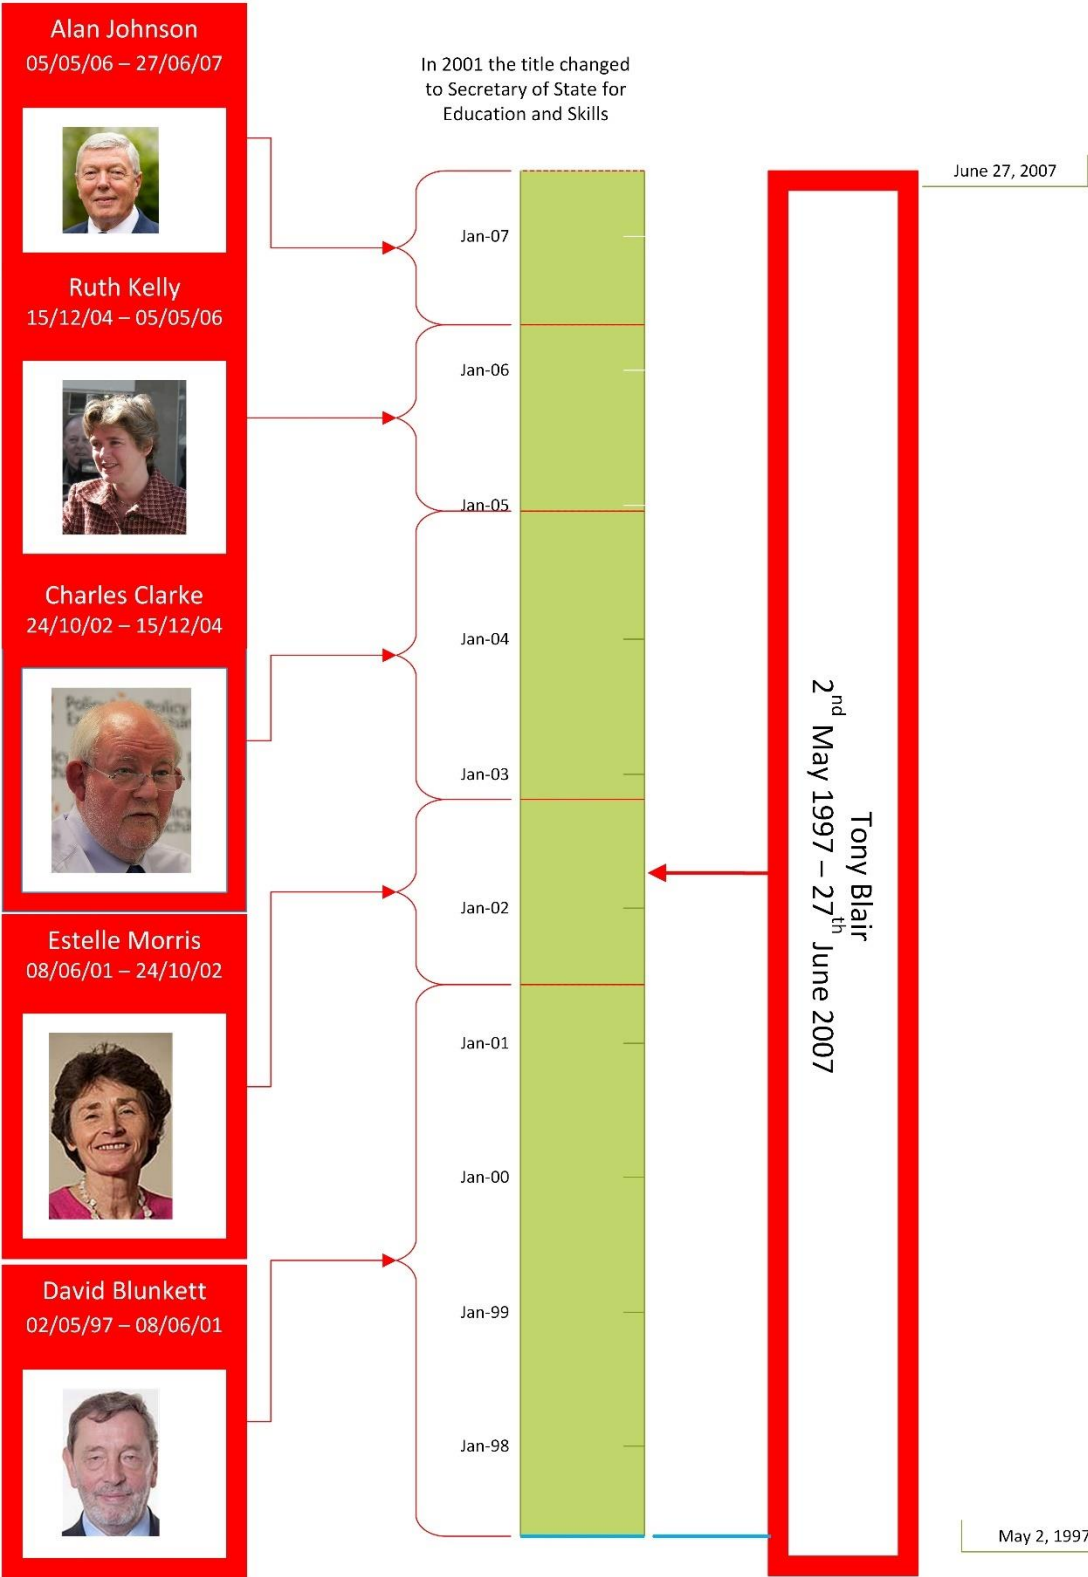 Alan Johnson
05/05/06 – 27/06/07
Ruth Kelly
15/12/04 – 05/05/06
Charles Clarke
24/10/02 – 15/12/04
Estelle Morris
08/06/01 – 24/10/02
David Blunkett
02/05/97 – 08/06/01
In 2001 the title changed
to Secretary of State for
Education and Skills
Jan-07
Jan-06
Jan-05
Jan-04
Jan-03
Jan-02
Jan-01
Jan-00
Jan-99
Jan-98
Tony Blair
2nd May 1997 – 27th June 2007
June 27, 2007
May 2, 1997